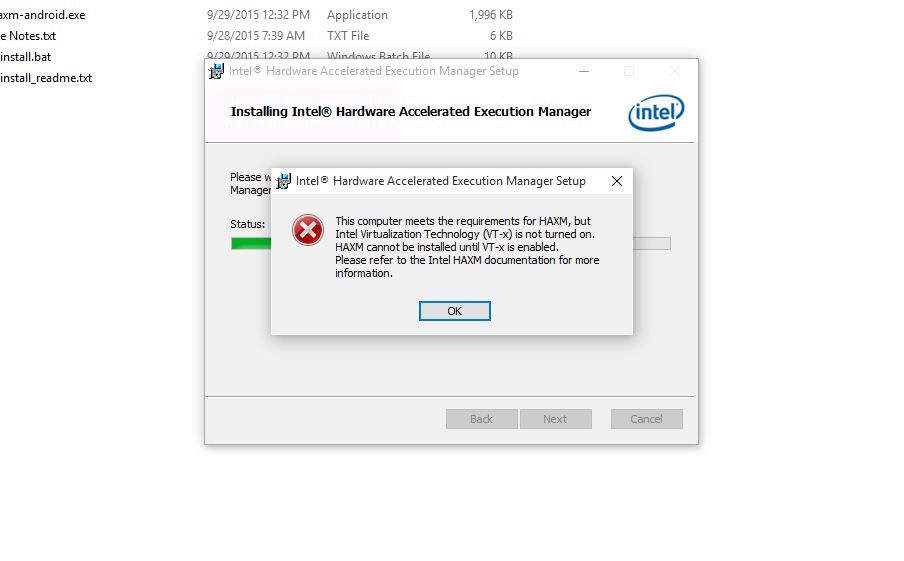 axm-android.exe 9/29/2015 12:32 PM Application 1,996 KB
e Notes.txt 9/28/2015 7:39 AM TXT File 6 KB
install.bat 9/29/2015 12:32 PM Windows Batch File 10 KB
install_readme.txt
Intel® Hardware Accelerated Execution Manager Setup
Installing Intel® Hardware Accelerated Execution Manager
intel
Please w
Manager
Status:
Intel® Hardware Accelerated Execution Manager Setup
This computer meets the requirements for HAXM, but
Intel Virtualization Technology (VT-x) is not turned on.
HAXM cannot be installed until VT-x is enabled.
Please refer to the Intel HAXM documentation for more
information.
OK
Back Next Cancel